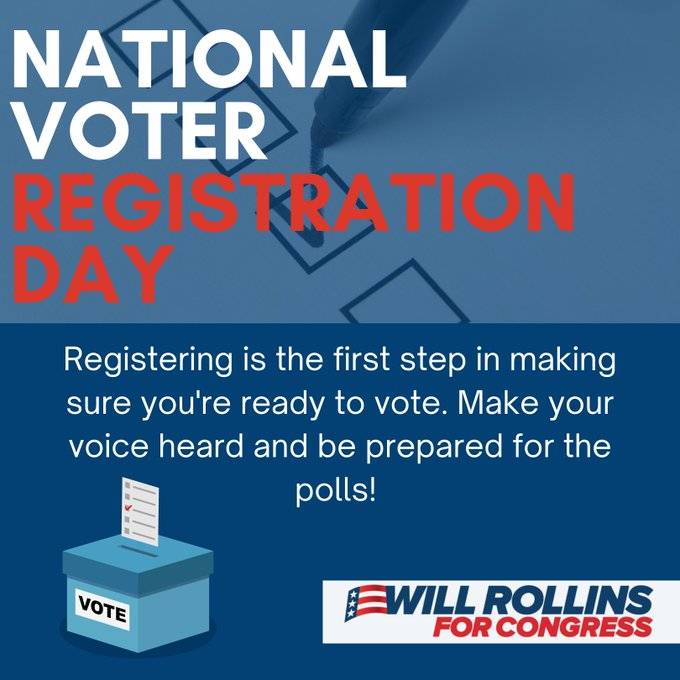 NATIONAL
VOTER
REGISTRATION
DAY
Registering is the first step in making
sure you're ready to vote. Make your
voice heard and be prepared for the
polls!
VOTE
WILL ROLLINS
FOR CONGRESS